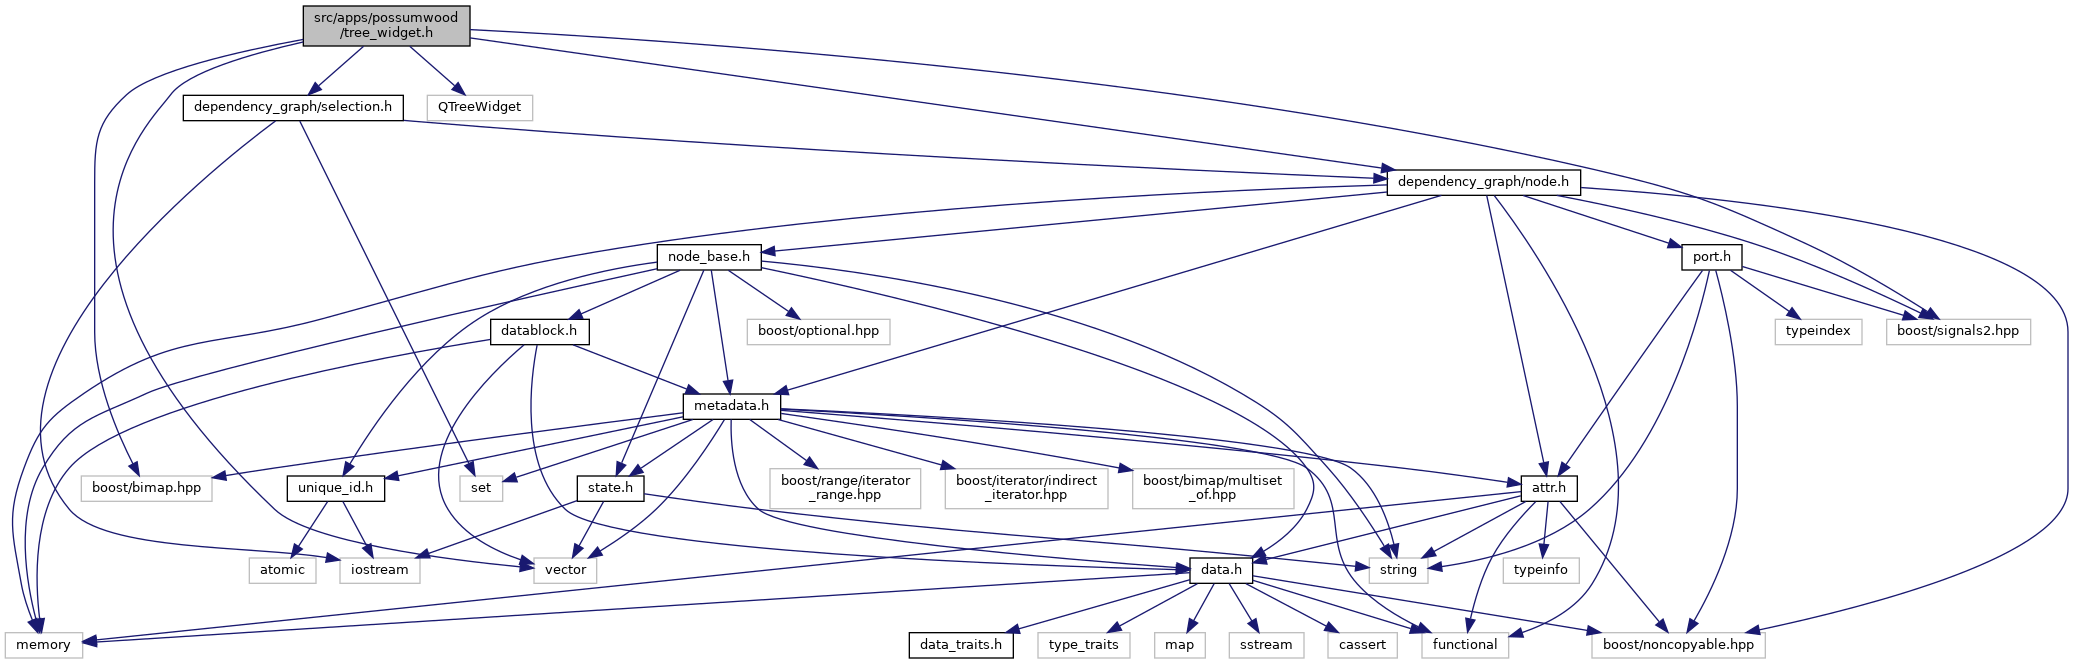 src/apps/possumwood
/tree_widget.h
dependency_graph/selection.h
QTreeWidget
dependency_graph/node.h
node_base.h
port.h
datablock.h
boost/optional.hpp
typeindex
boost/signals2.hpp
metadata.h
boost/bimap.hpp
unique_id.h
set
state.h
boost/range/iterator
_range.hpp
boost/iterator/indirect
_iterator.hpp
boost/bimap/multiset
_of.hpp
attr.h
atomic
iostream
vector
data.h
string
typeinfo
memory
data_traits.h
type_traits
map
sstream
cassert
functional
boost/noncopyable.hpp